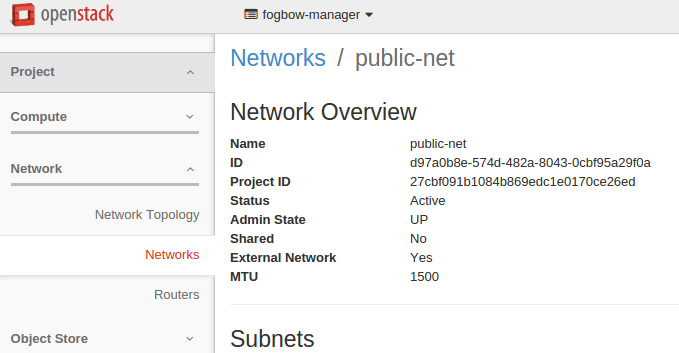 openstack
fogbow-manager
Project
Compute
Network
Network Topology
Networks
Routers
Object Store
Networks / public-net
Network Overview
Name public-net
ID d97a0b8e-574d-482a-8043-0cbf95a29f0a
Project ID 27cbf091b1084b869edc1e0170ce26ed
Status Active
Admin State UP
Shared No
External Network Yes
MTU 1500
Subnets